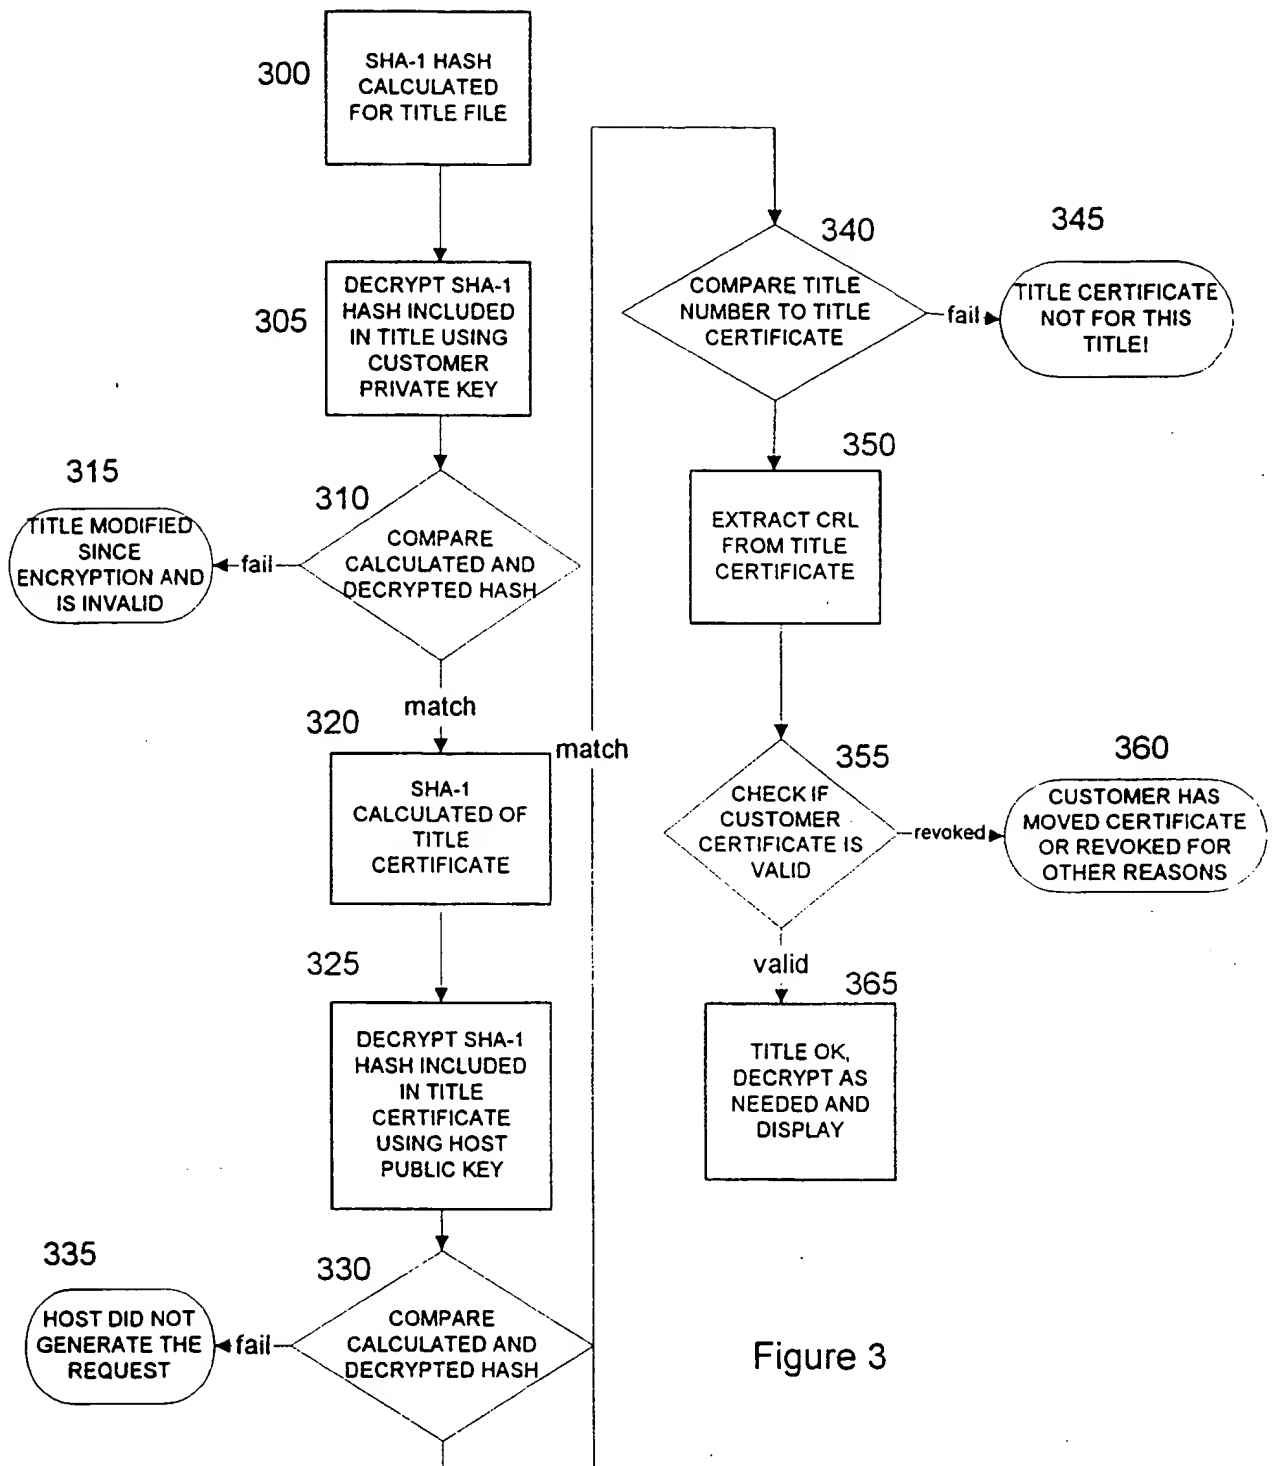 300
SHA-1 HASH
CALCULATED
FOR TITLE FILE
305
DECRYPT SHA-1
HASH INCLUDED
IN TITLE USING
CUSTOMER
PRIVATE KEY
315
TITLE MODIFIED
SINCE
ENCRYPTION AND
IS INVALID
fail
310
COMPARE
CALCULATED AND
DECRYPTED HASH
match
320
SHA-1
CALCULATED OF
TITLE
CERTIFICATE
325
DECRYPT SHA-1
HASH INCLUDED
IN TITLE
CERTIFICATE
USING HOST
PUBLIC KEY
335
HOST DID NOT
GENERATE THE
REQUEST
fail
330
COMPARE
CALCULATED AND
DECRYPTED HASH
match
340
COMPARE TITLE
NUMBER TO TITLE
CERTIFICATE
fail
345
TITLE CERTIFICATE
NOT FOR THIS
TITLE!
350
EXTRACT CRL
FROM TITLE
CERTIFICATE
355
CHECK IF
CUSTOMER
CERTIFICATE IS
VALID
revoked
360
CUSTOMER HAS
MOVED CERTIFICATE
OR REVOKED FOR
OTHER REASONS
valid
365
TITLE OK,
DECRYPT AS
NEEDED AND
DISPLAY
Figure 3